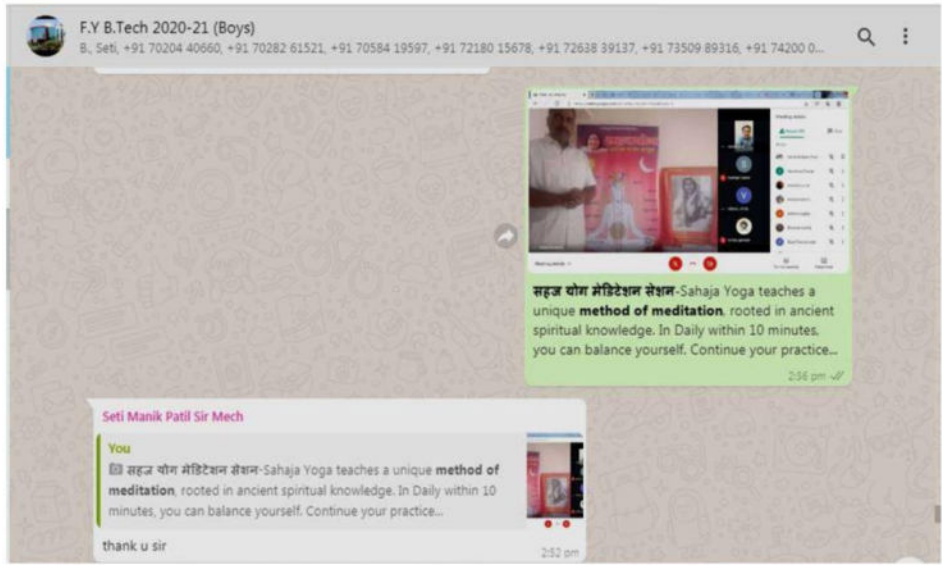 F.Y B.Tech 2020-21 (Boys)
B., Seti, +91 70204 40660, +91 70282 61521, +91 70584 19597, +91 72180 15678, +91 72638 39137, +91 73509 89316, +91 74200 0...
सहज योग मेडिटेशन सेशन-Sahaja Yoga teaches a
unique method of meditation, rooted in ancient
spiritual knowledge. In Daily within 10 minutes,
you can balance yourself. Continue your practice...
2:56 pm
Seti Manik Patil Sir Mech
You
सहज योग मेडिटेशन सेशन-Sahaja Yoga teaches a unique method of
meditation, rooted in ancient spiritual knowledge. In Daily within 10
minutes, you can balance yourself. Continue your practice...
thank u sir
2:52 pm